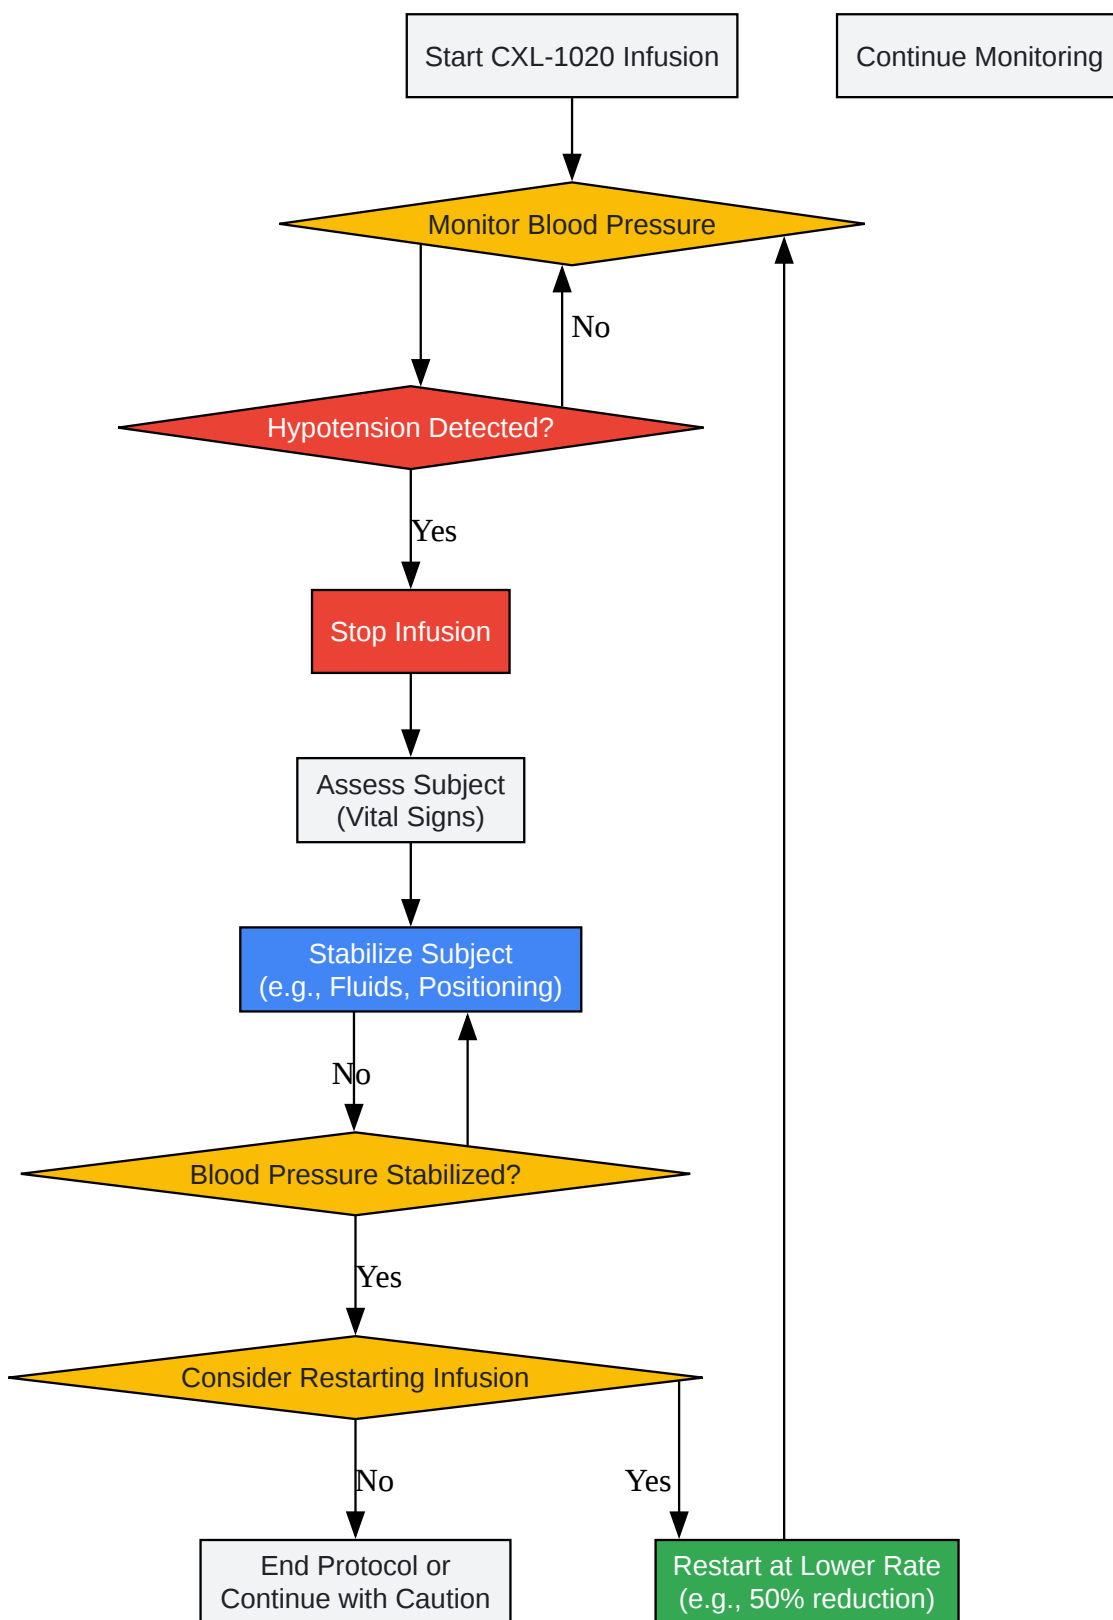 Start CXL-1020 Infusion
Continue Monitoring
Monitor Blood Pressure
No
Hypotension Detected?
Yes
Stop Infusion
Assess Subject
(Vital Signs)
Stabilize Subject
(e.g., Fluids, Positioning)
No
Blood Pressure Stabilized?
Yes
Consider Restarting Infusion
No
Yes
End Protocol or
Continue with Caution
Restart at Lower Rate
(e.g., 50% reduction)